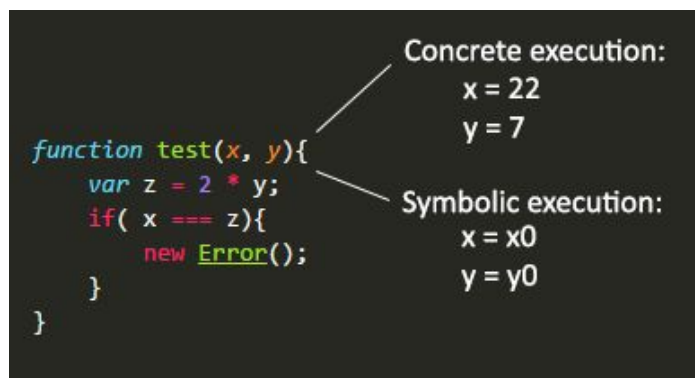 function test(x, y){
var z = 2 * y;
if( x === z){
new Error();
}
}
Concrete execution:
x = 22
y = 7
Symbolic execution:
x = x0
y = y0